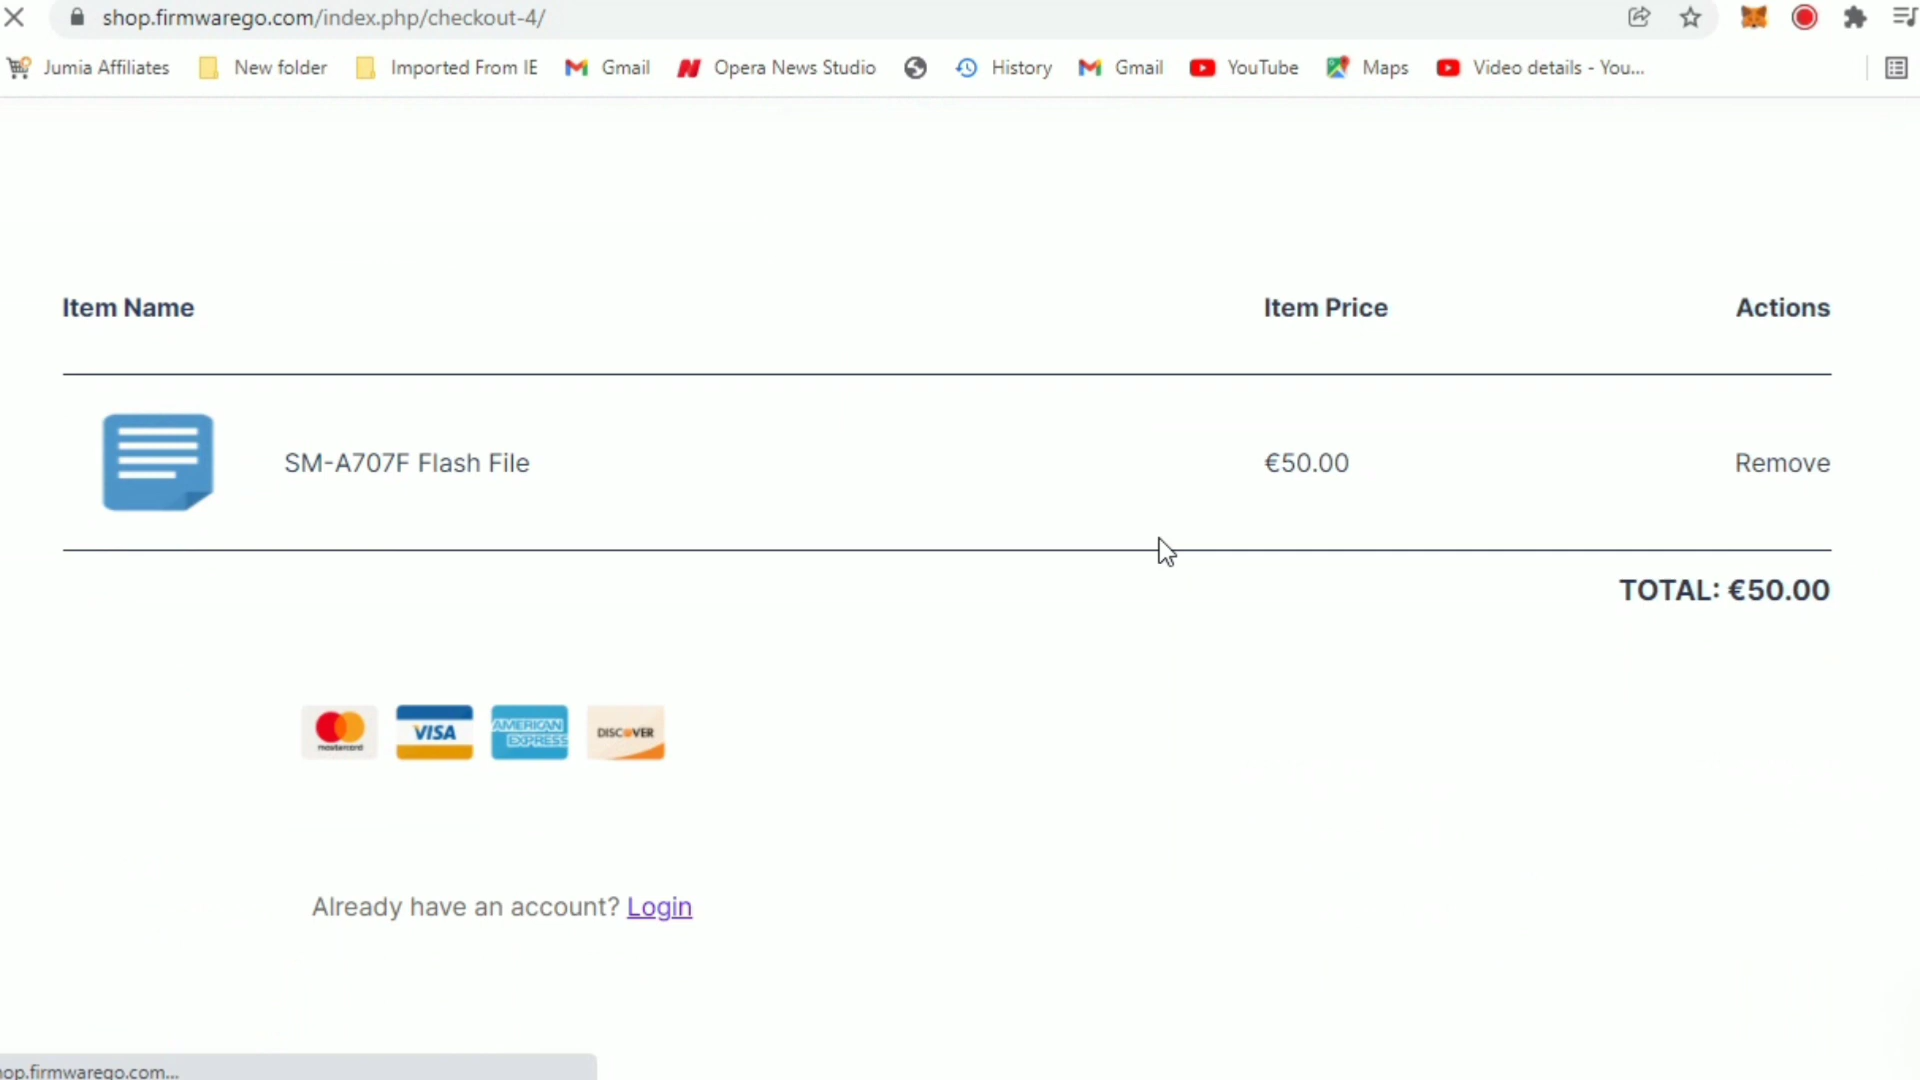 shop.firmwarego.com/index.php/checkout-4/
Jumia Affiliates New folder Imported From IE Gmail Opera News Studio History Gmail YouTube Maps Video details - You...
Item Name Item Price Actions
SM-A707F Flash File €50.00 Remove
TOTAL: €50.00
mastercard VISA AMERICAN EXPRESS DISCOVER
Already have an account? Login
hop.firmwarego.com...